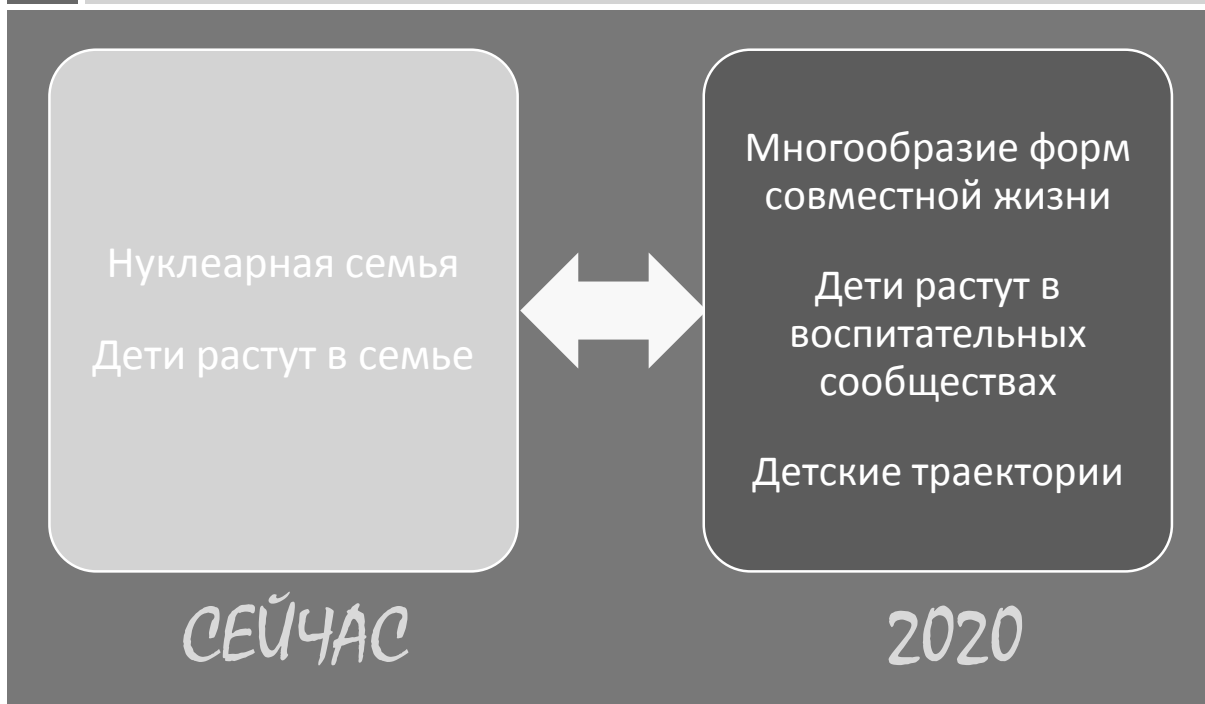 Нуклеарная семья
Дети растут в семье
Многообразие форм
совместной жизни
Дети растут в
воспитательных
сообществах
Детские траектории
СЕЙЧАС
2020